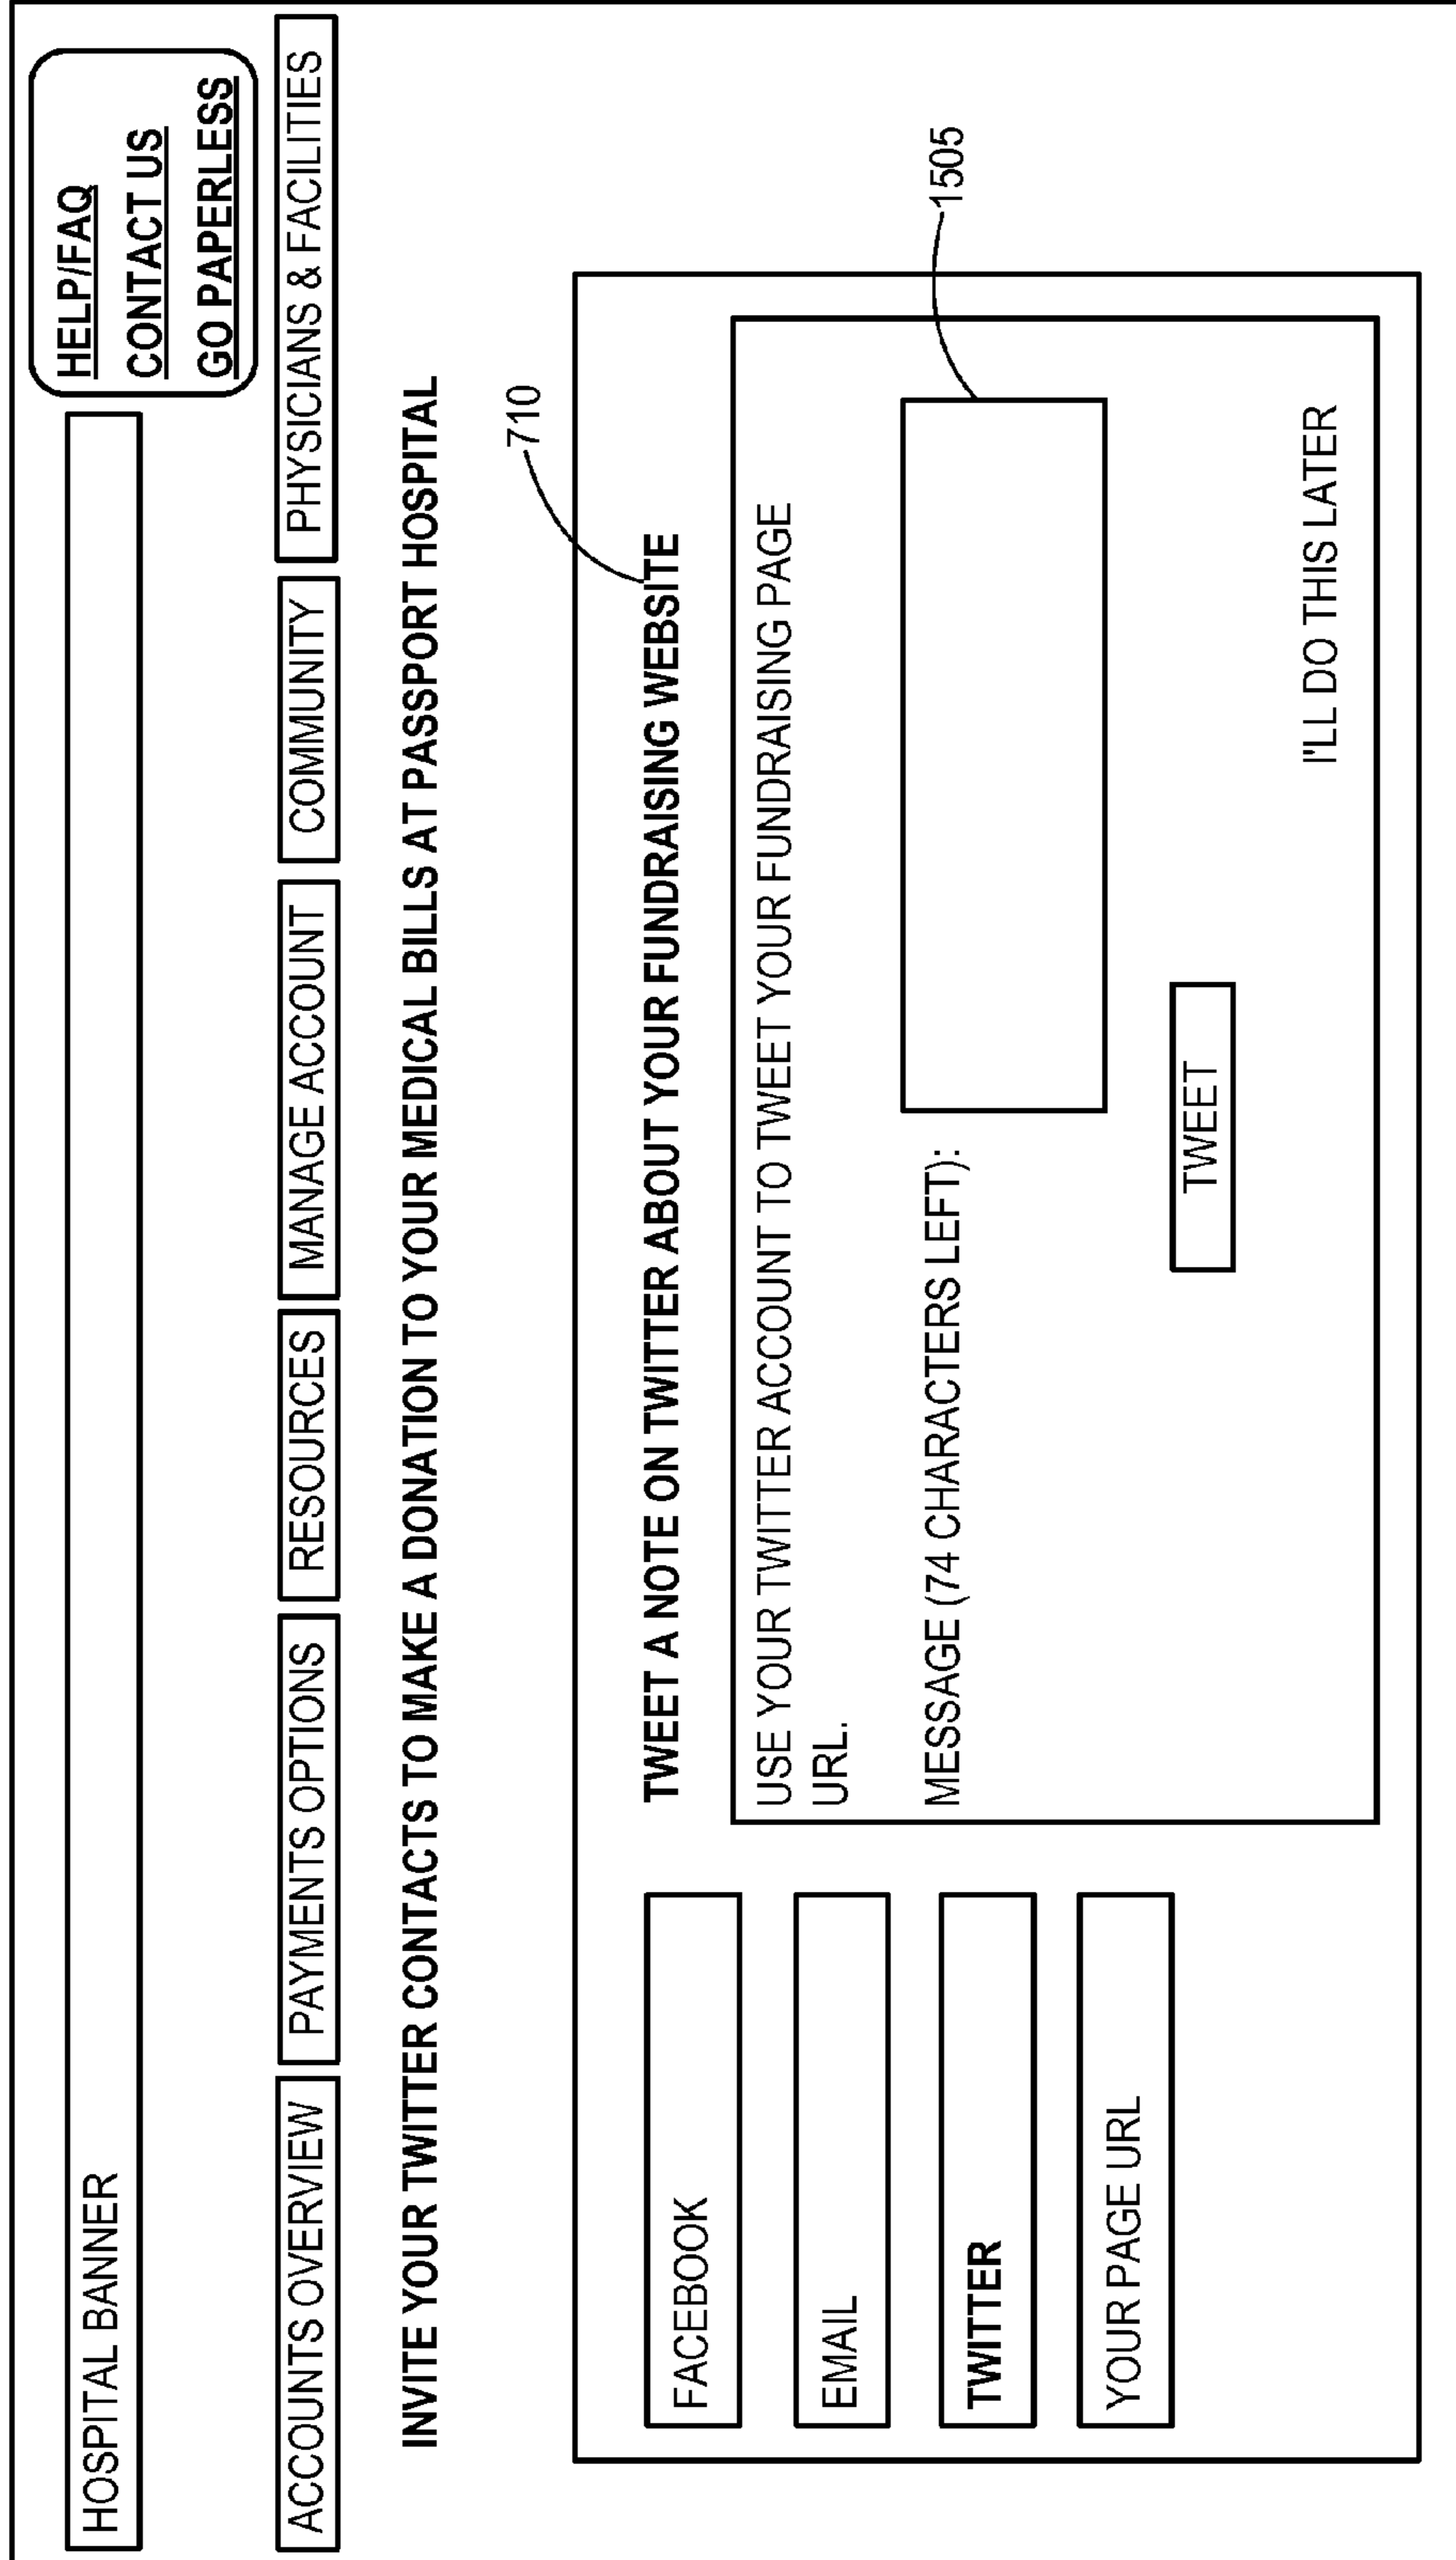 HOSPITAL BANNER
HELP/FAQ
CONTACT US
GO PAPERLESS
ACCOUNTS OVERVIEW
PAYMENTS OPTIONS
RESOURCES
MANAGE ACCOUNT
COMMUNITY
PHYSICIANS & FACILITIES
INVITE YOUR TWITTER CONTACTS TO MAKE A DONATION TO YOUR MEDICAL BILLS AT PASSPORT HOSPITAL
710
FACEBOOK
EMAIL
TWITTER
YOUR PAGE URL
TWEET A NOTE ON TWITTER ABOUT YOUR FUNDRAISING WEBSITE
USE YOUR TWITTER ACCOUNT TO TWEET YOUR FUNDRAISING PAGE
URL.
MESSAGE (74 CHARACTERS LEFT):
1505
TWEET
I'LL DO THIS LATER